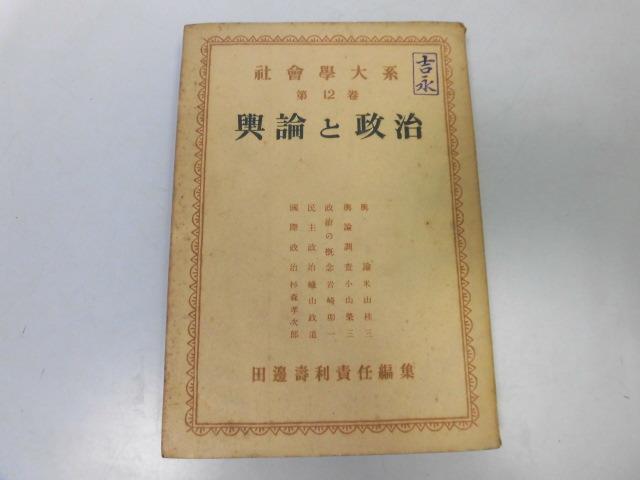 社會學大系
第12卷
輿論と政治
吉永
輿論 米山桂三
輿論調査 小山榮三
政治の概念 岩崎卯一
民主政治 蠟山政道
國際政治 杉森孝次郎
田邊壽利責任編集